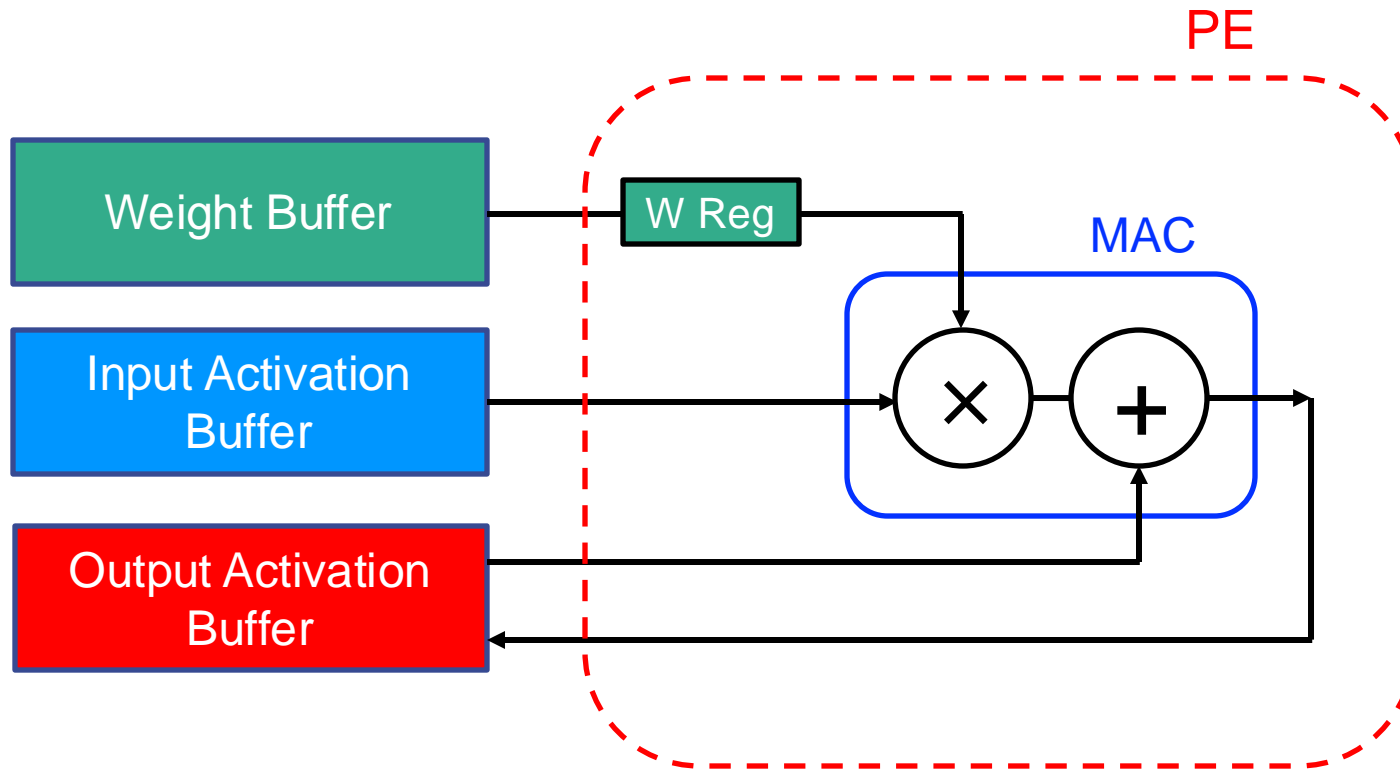 PE
Weight Buffer
W Reg
MAC
Input Activation
Buffer
×
+
Output Activation
Buffer